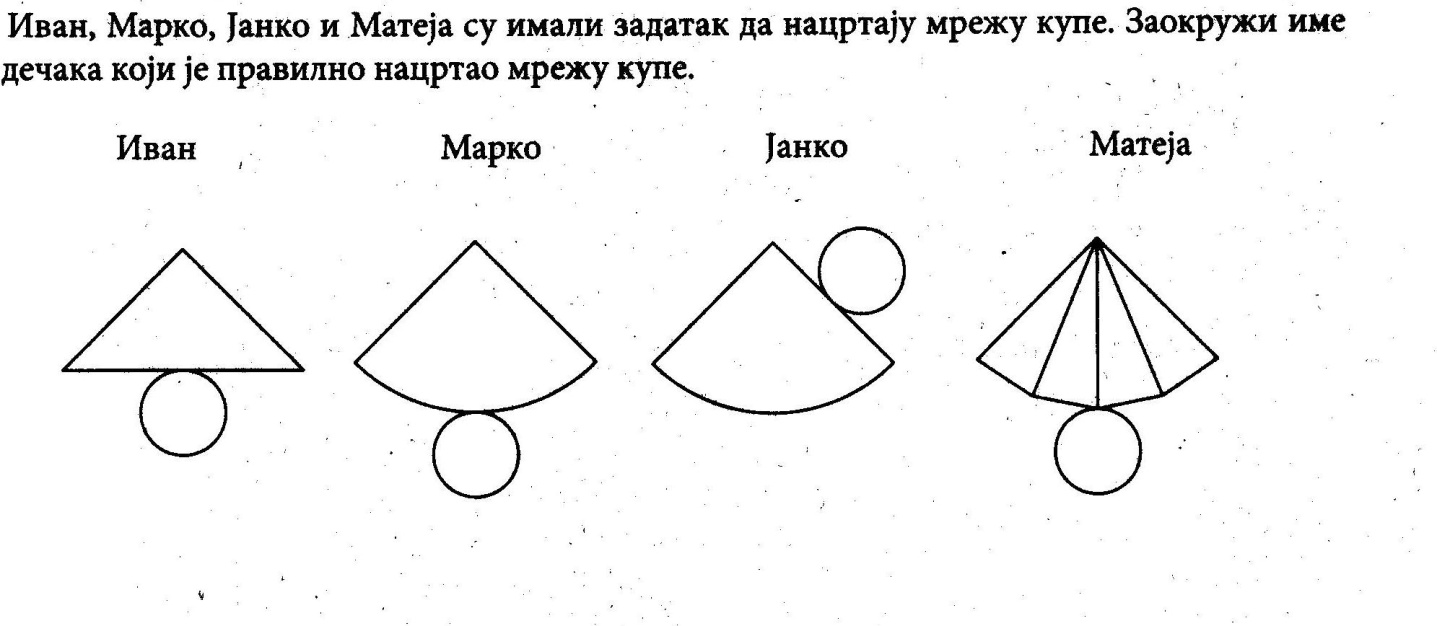 Иван, Марко, Јанко и Матеја су имали задатак да нацртају мрежу купе. Заокружи име
дечака који је правилно нацртао мрежу купе.
Иван Марко Јанко Матеја